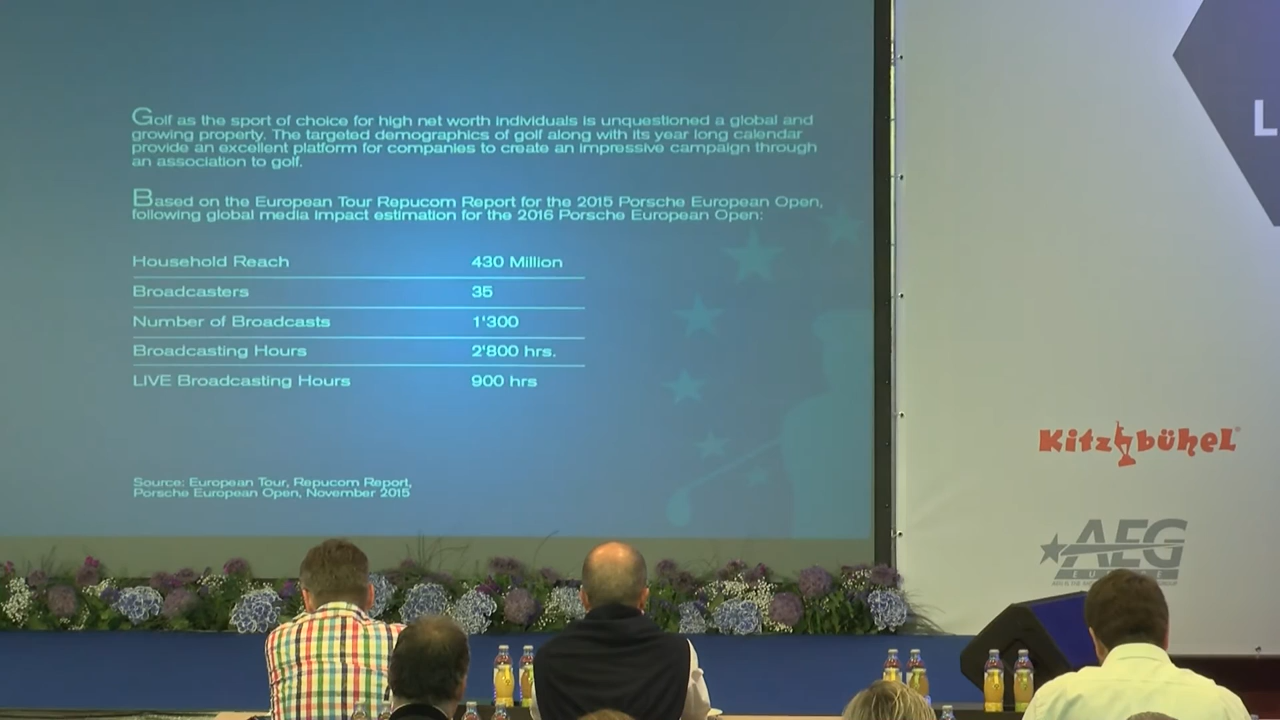 Golf as the sport of choice for high net worth individuals is unquestioned a global and
growing property. The targeted demographics of golf along with its year long calendar
provide an excellent platform for companies to create an impressive campaign through
an association to golf.
Based on the European Tour Repucom Report for the 2015 Porsche European Open,
following global media impact estimation for the 2016 Porsche European Open:
Household Reach 430 Million
Broadcasters 35
Number of Broadcasts 1'300
Broadcasting Hours 2'800 hrs.
LIVE Broadcasting Hours 900 hrs
Source: European Tour, Repucom Report,
Porsche European Open, November 2015
L
KitzbüheL®
AEG